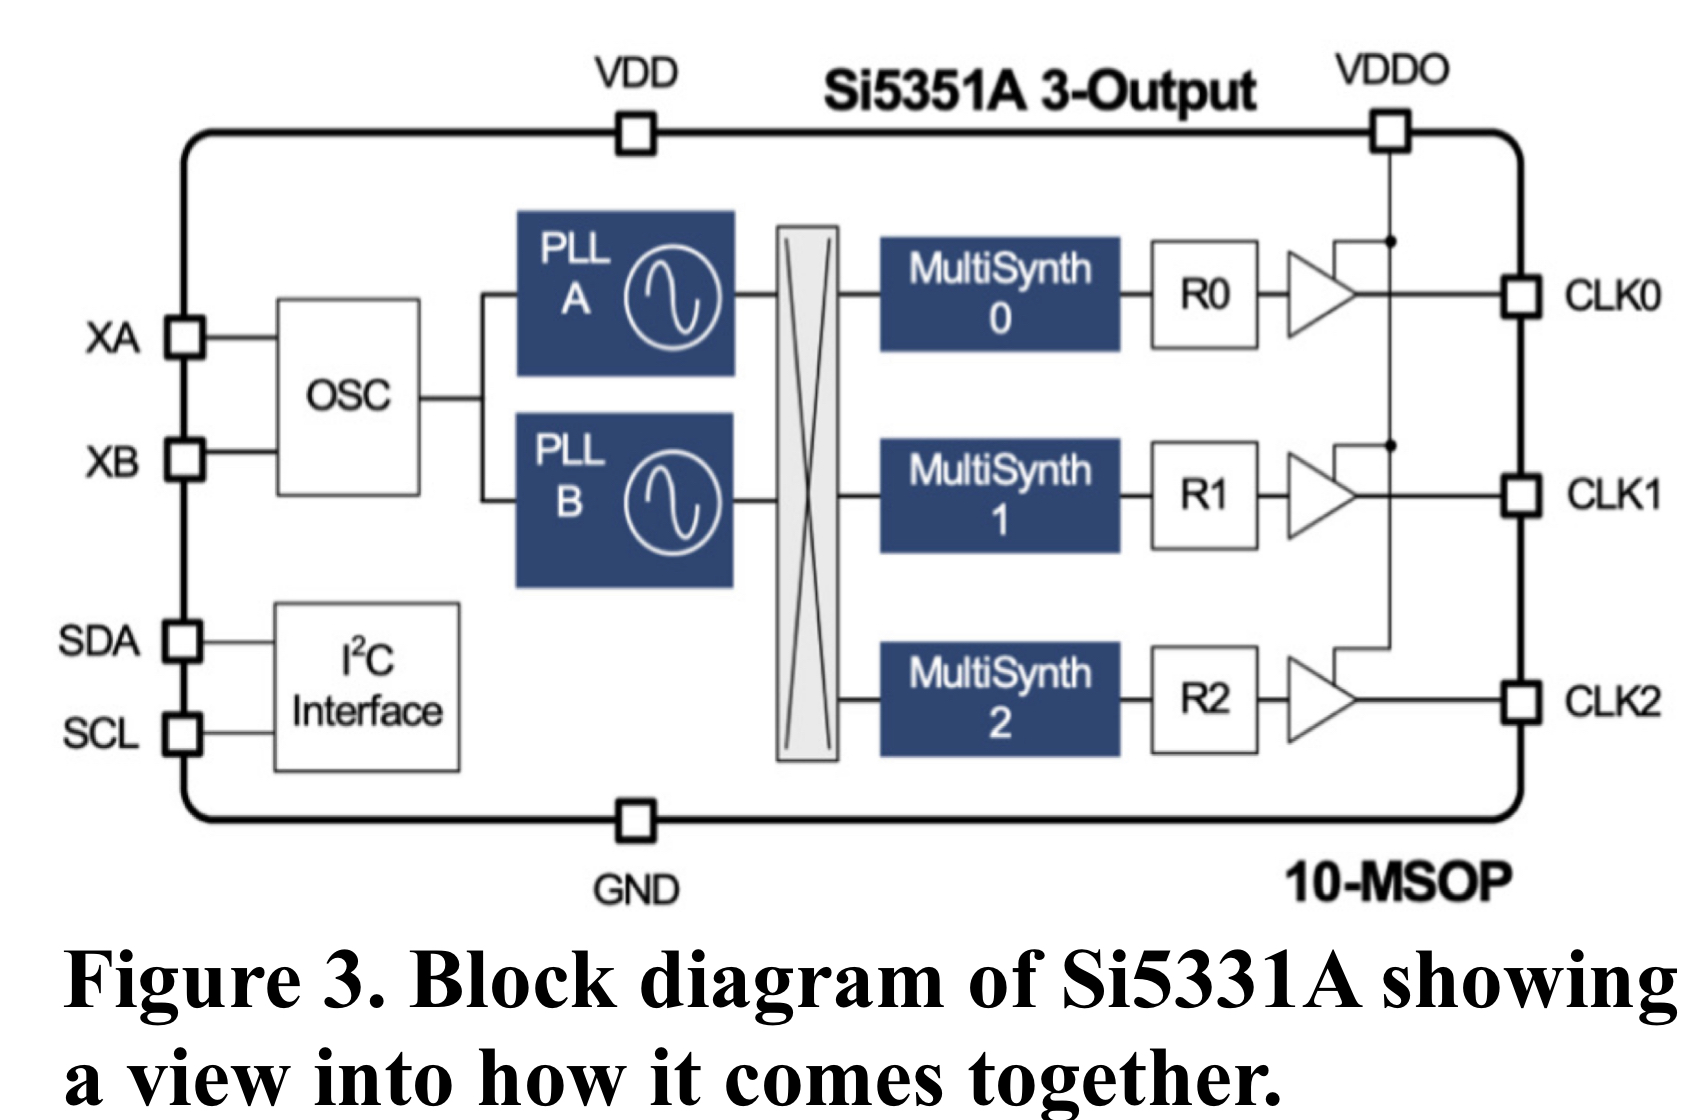 VDD
Si5351A 3-Output
VDDO
XA
XB
OSC
PLL
A
PLL
B
MultiSynth
0
R0
CLK0
MultiSynth
1
R1
CLK1
MultiSynth
2
R2
CLK2
SDA
SCL
I²C
Interface
GND
10-MSOP
Figure 3. Block diagram of Si5331A showing
a view into how it comes together.